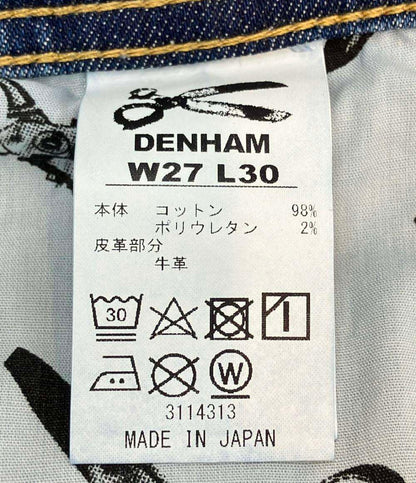 DENHAM
W27 L30
本体 コットン 98%
ポリウレタン 2%
皮革部分
牛革
30
W
3114313
MADE IN JAPAN